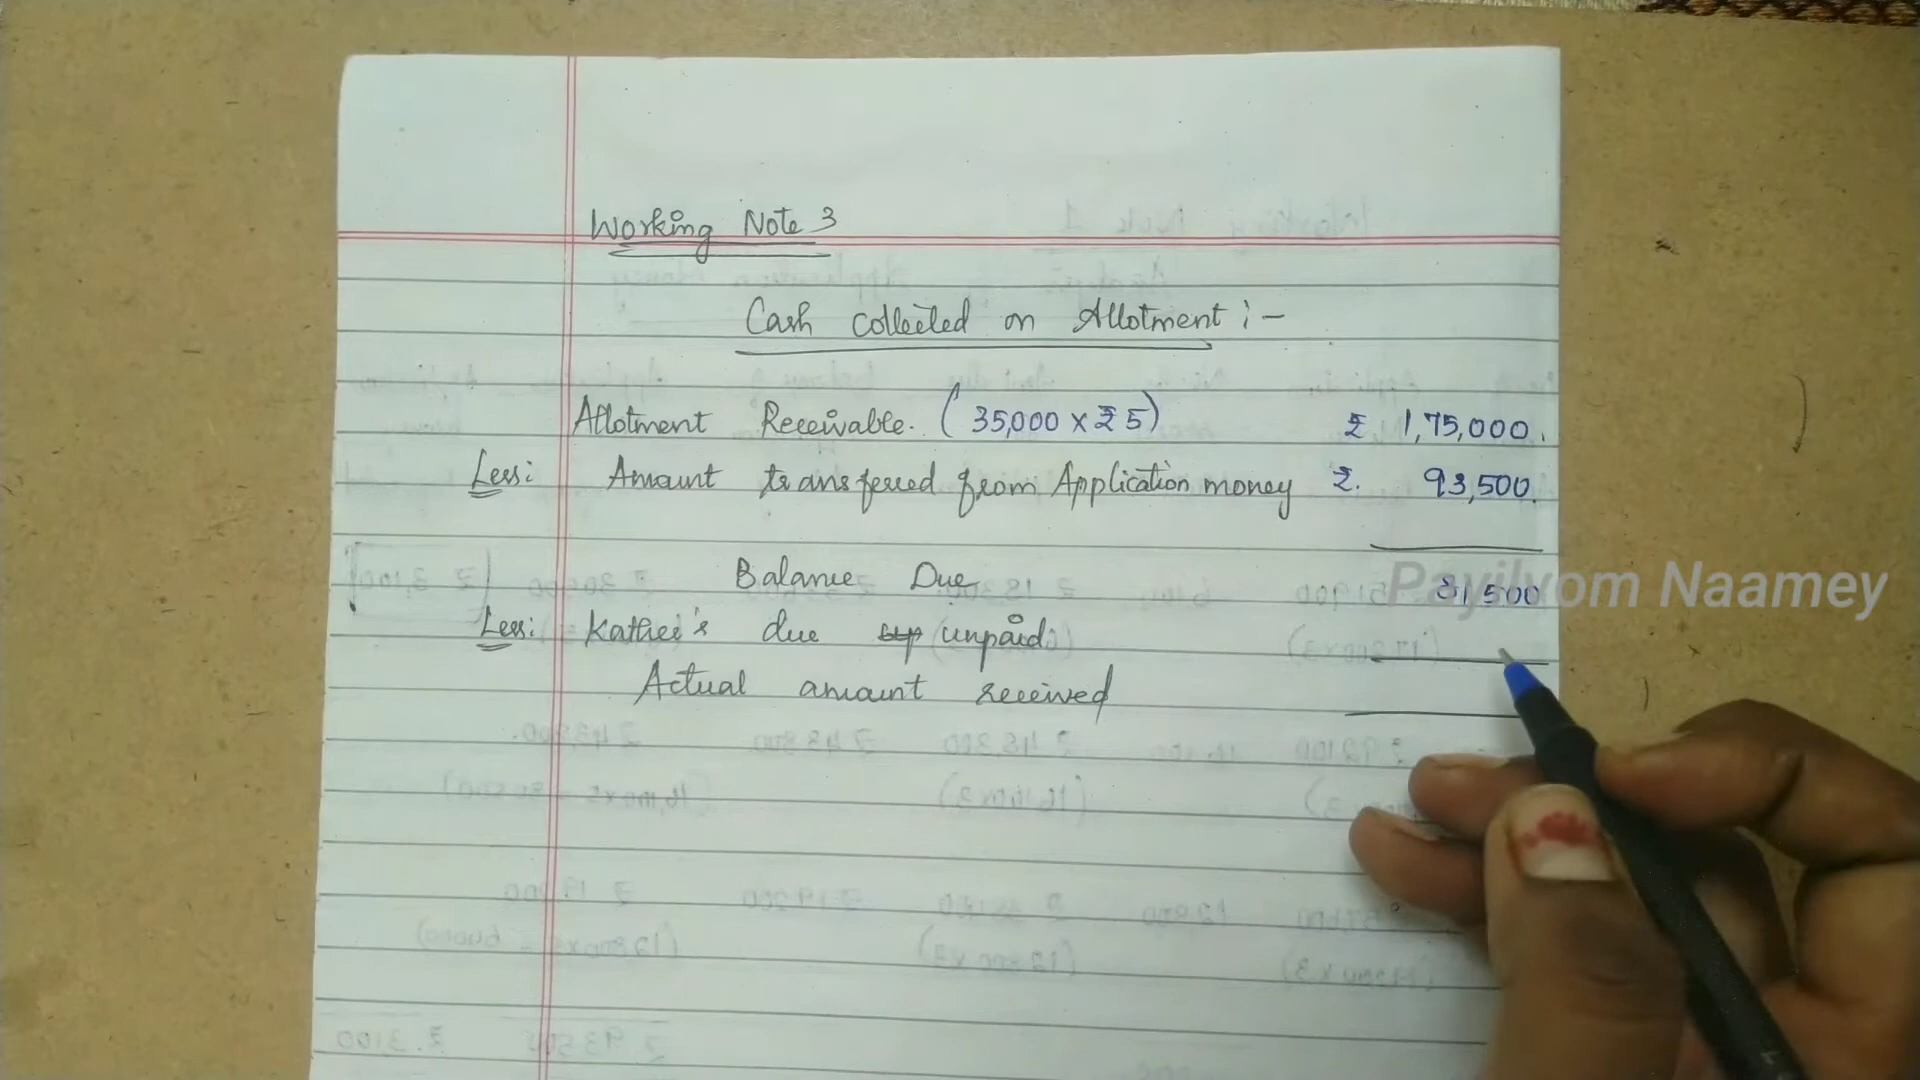 Working Note 3
Cash collected on Allotment :-
Allotment Receivable. (35,000 x ₹ 5) ₹ 1,75,000.
Less: Amount transferred from Application money ₹. 93,500.
Balance Due 81,500
Less: Kathei's due unpaid.
Actual amount received
Payilvom Naamey